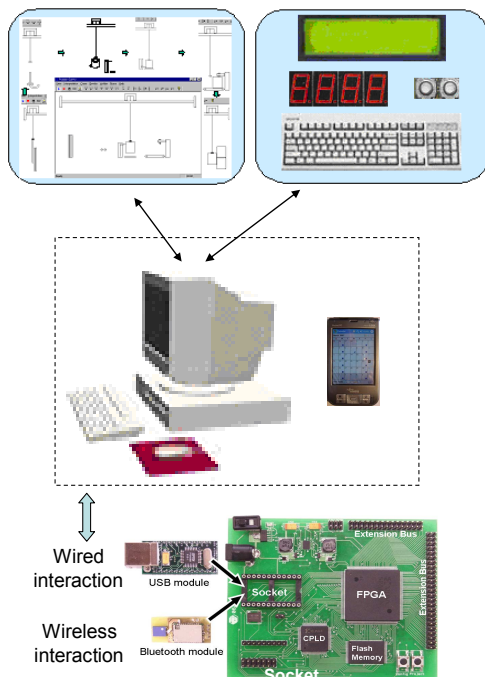 Wired
interaction
USB module
Wireless
interaction
Bluetooth module
Extension Bus
Extension Bus
Socket
FPGA
CPLD
Flash
Memory
Socket